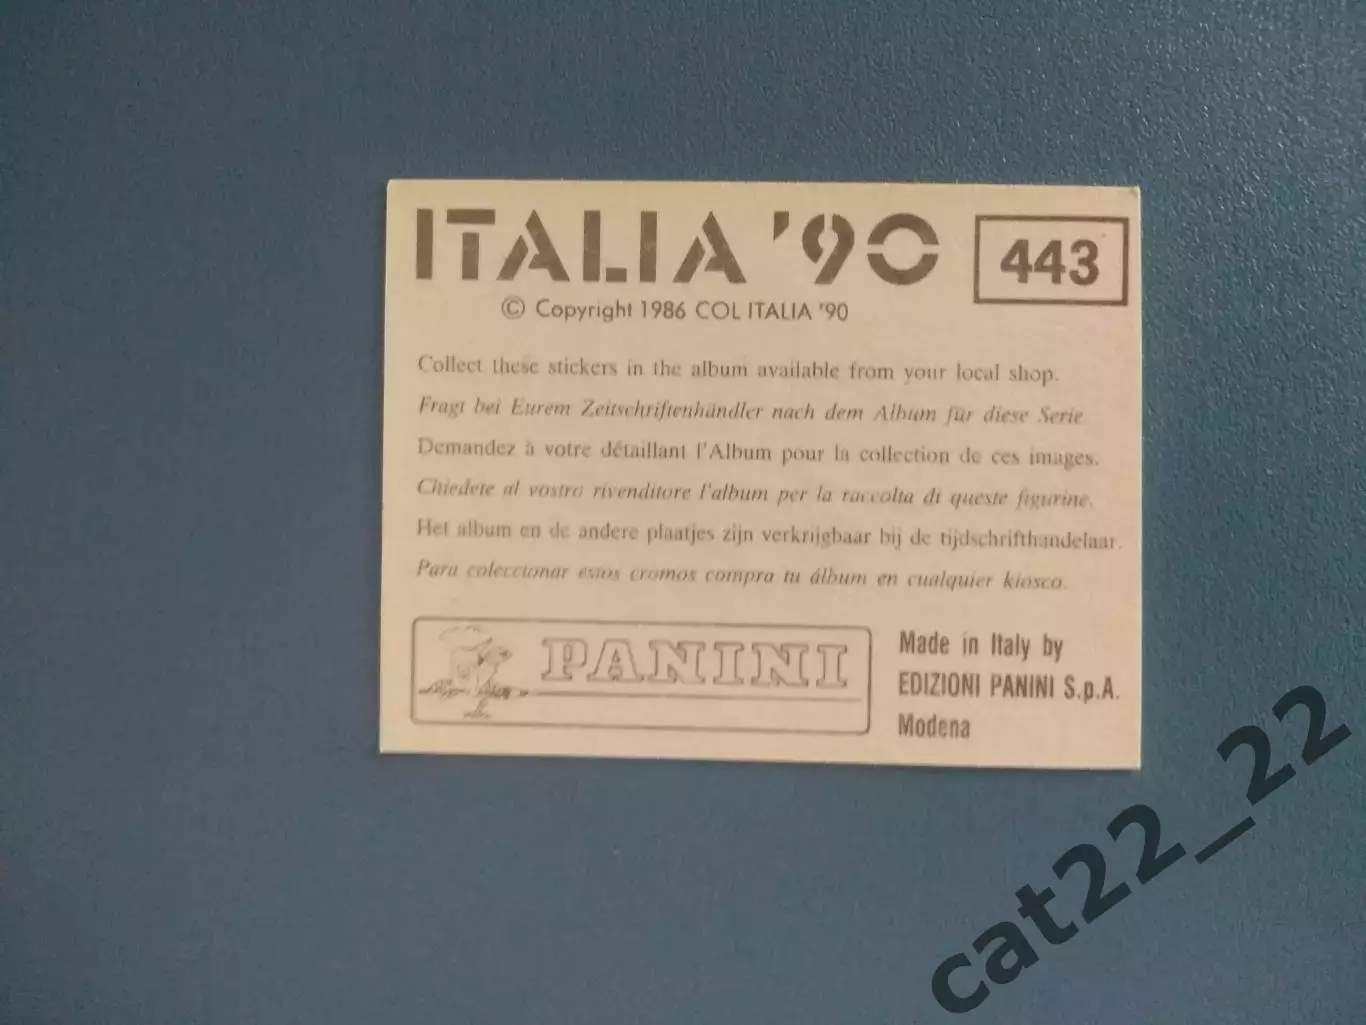 ITALIA '90
443
© Copyright 1986 COL ITALIA '90
Collect these stickers in the album available from your local shop.
Fragt bei Eurem Zeitschriftenhändler nach dem Album für diese Serie.
Demandez à votre détaillant l'Album pour la collection de ces images.
Chiedete al vostro rivenditore l'album per la raccolta di queste figurine.
Het album en de andere plaatjes zijn verkrijgbaar bij de tijdschrifthandelaar.
Para coleccionar estos cromos compra tu álbum en cualquier kiosco.
PANINI
Made in Italy by
EDIZIONI PANINI S.p.A.
Modena
cat22_22